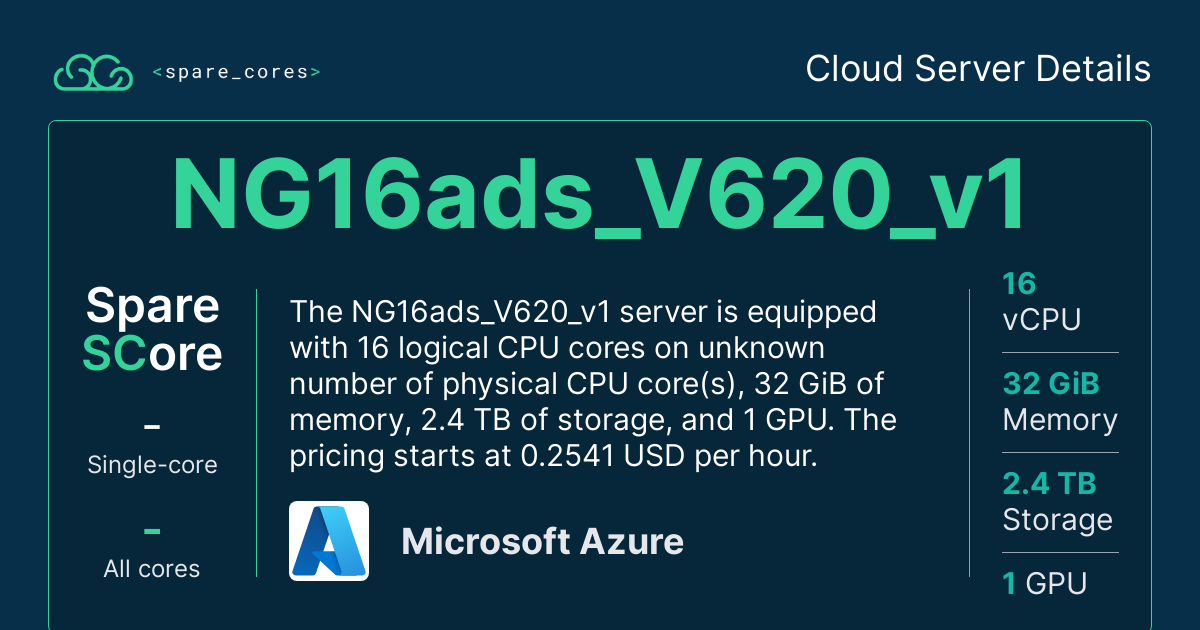 <spare_cores>
Cloud Server Details
NG16ads_V620_v1
Spare
SCore
–
Single-core
–
All cores
The NG16ads_V620_v1 server is equipped
with 16 logical CPU cores on unknown
number of physical CPU core(s), 32 GiB of
memory, 2.4 TB of storage, and 1 GPU. The
pricing starts at 0.2541 USD per hour.
Microsoft Azure
16
vCPU
32 GiB
Memory
2.4 TB
Storage
1 GPU